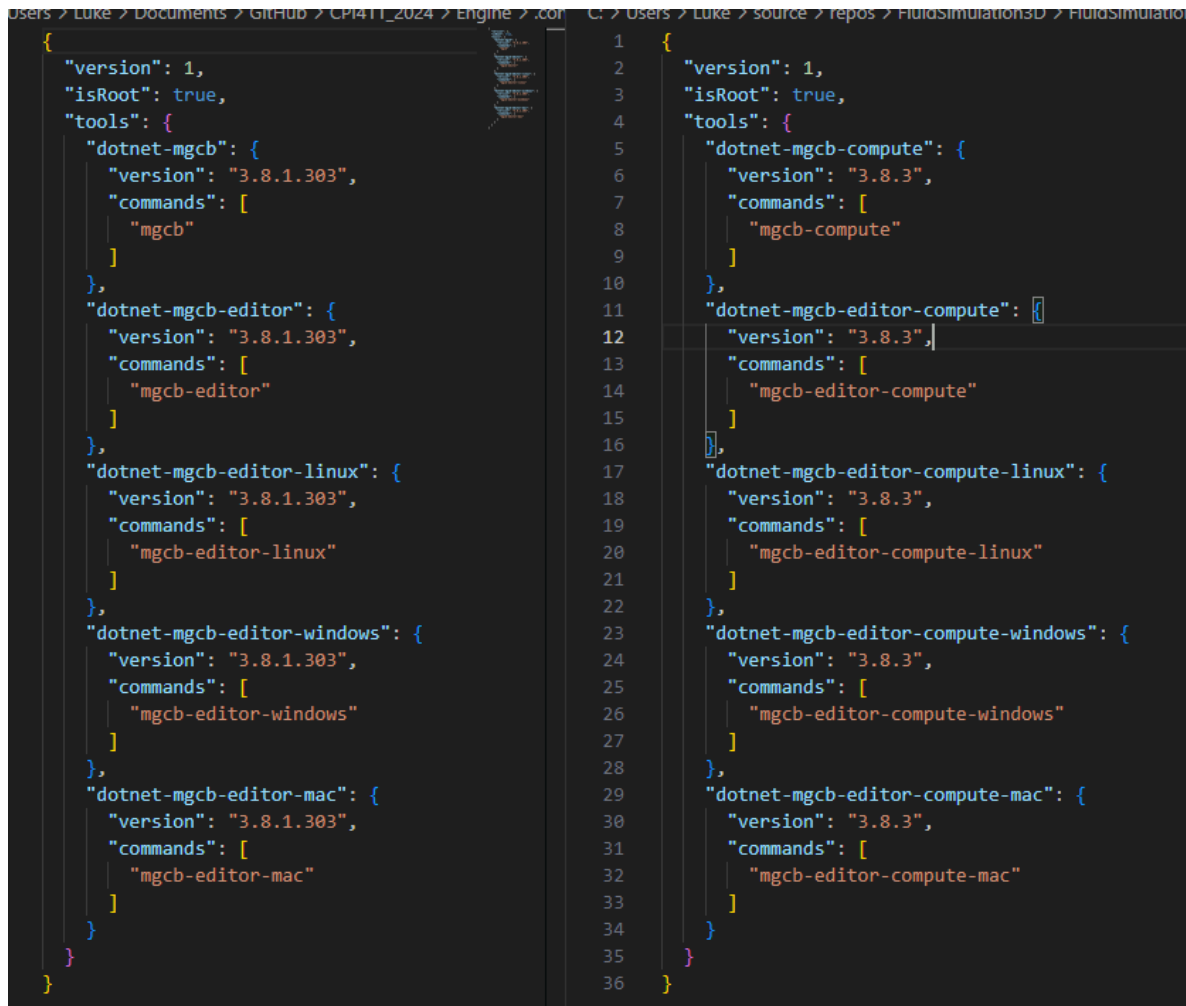 Users > Luke > Documents > GitHub > CPI411_2024 > Engine > .con
{
"version": 1,
"isRoot": true,
"tools": {
"dotnet-mgcb": {
"version": "3.8.1.303",
"commands": [
"mgcb"
]
},
"dotnet-mgcb-editor": {
"version": "3.8.1.303",
"commands": [
"mgcb-editor"
]
},
"dotnet-mgcb-editor-linux": {
"version": "3.8.1.303",
"commands": [
"mgcb-editor-linux"
]
},
"dotnet-mgcb-editor-windows": {
"version": "3.8.1.303",
"commands": [
"mgcb-editor-windows"
]
},
"dotnet-mgcb-editor-mac": {
"version": "3.8.1.303",
"commands": [
"mgcb-editor-mac"
]
}
}
}
C: > Users > Luke > source > repos > FluidSimulation3D > FluidSimulation
1 {
2 "version": 1,
3 "isRoot": true,
4 "tools": {
5 "dotnet-mgcb-compute": {
6 "version": "3.8.3",
7 "commands": [
8 "mgcb-compute"
9 ]
10 },
11 "dotnet-mgcb-editor-compute": {
12 "version": "3.8.3",
13 "commands": [
14 "mgcb-editor-compute"
15 ]
16 },
17 "dotnet-mgcb-editor-compute-linux": {
18 "version": "3.8.3",
19 "commands": [
20 "mgcb-editor-compute-linux"
21 ]
22 },
23 "dotnet-mgcb-editor-compute-windows": {
24 "version": "3.8.3",
25 "commands": [
26 "mgcb-editor-compute-windows"
27 ]
28 },
29 "dotnet-mgcb-editor-compute-mac": {
30 "version": "3.8.3",
31 "commands": [
32 "mgcb-editor-compute-mac"
33 ]
34 }
35 }
36 }